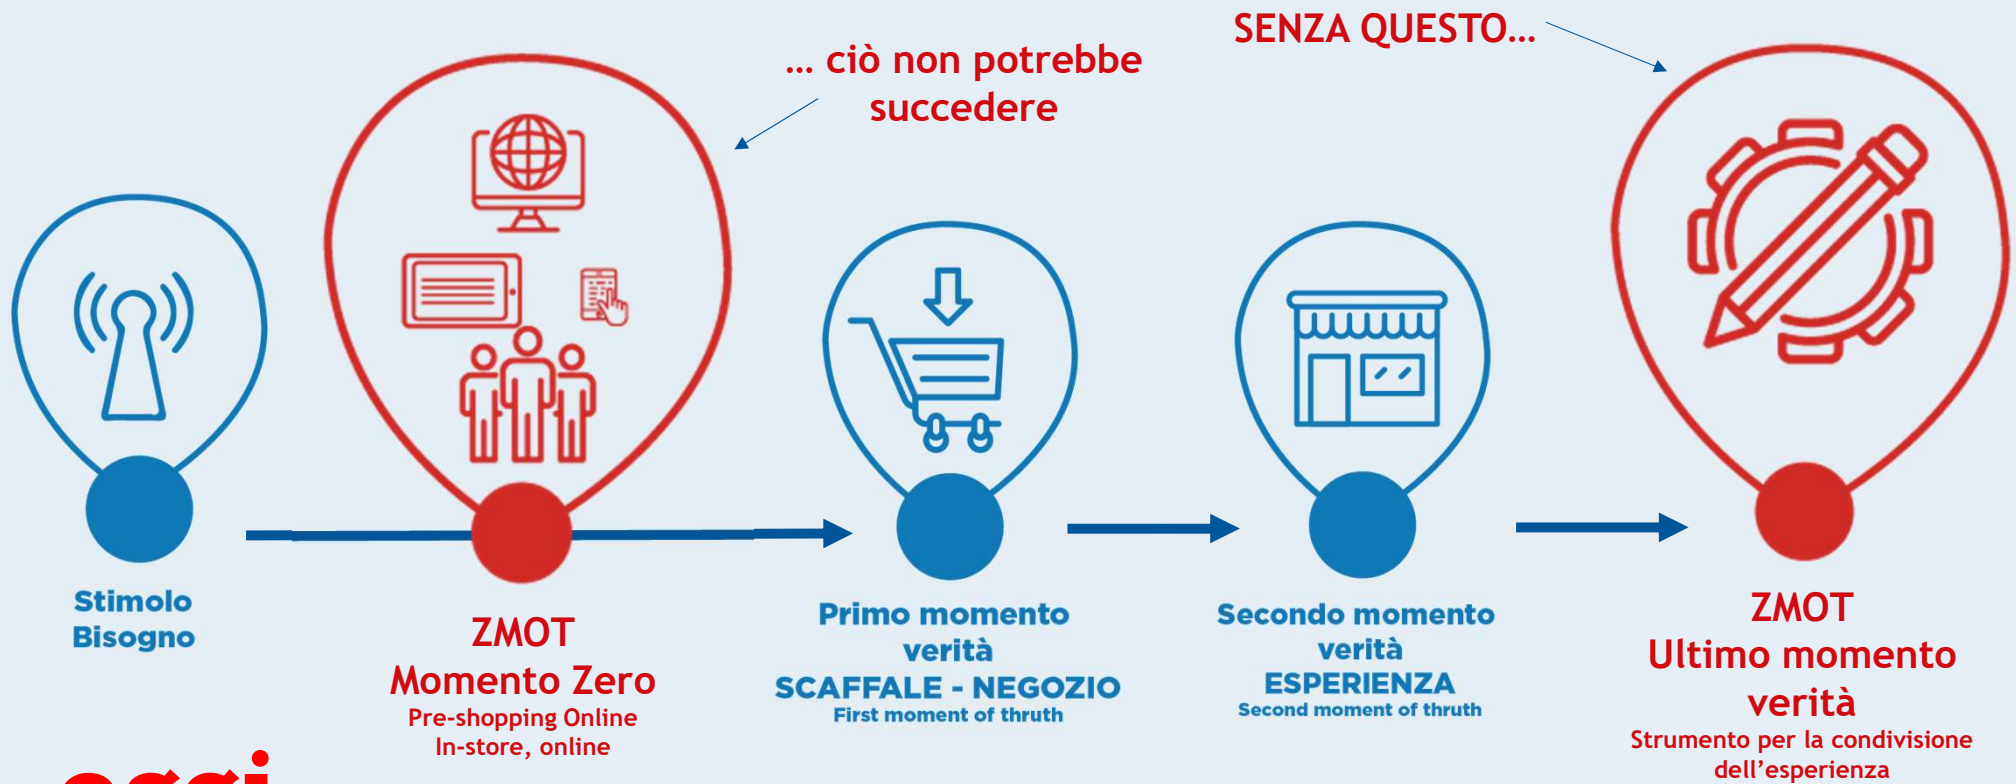 SENZA QUESTO…
… ciò non potrebbe
succedere
Stimolo
Bisogno
ZMOT
Momento Zero
Pre-shopping Online
In-store, online
Primo momento
verità
SCAFFALE - NEGOZIO
First moment of thruth
Secondo momento
verità
ESPERIENZA
Second moment of thruth
ZMOT
Ultimo momento
verità
Strumento per la condivisione
dell'esperienza
oggi